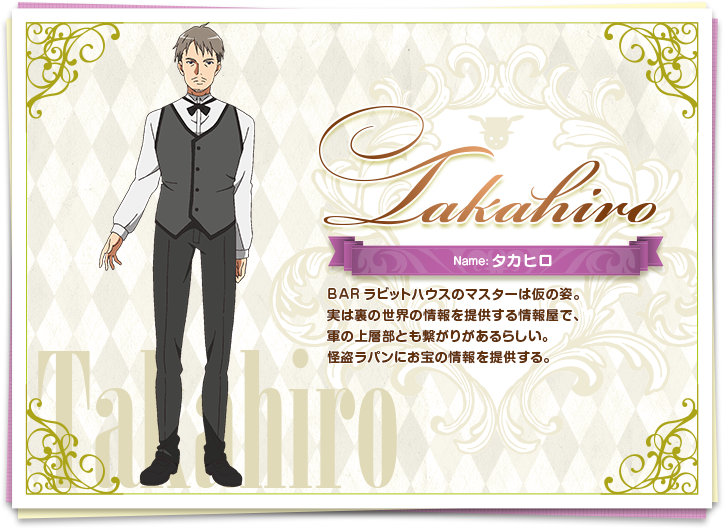 Takahiro
Name: タカヒロ
BARラビットハウスのマスターは仮の姿。
実は裏の世界の情報を提供する情報屋で、
軍の上層部とも繋がりがあるらしい。
怪盗ラパンにお宝の情報を提供する。
Takahiro